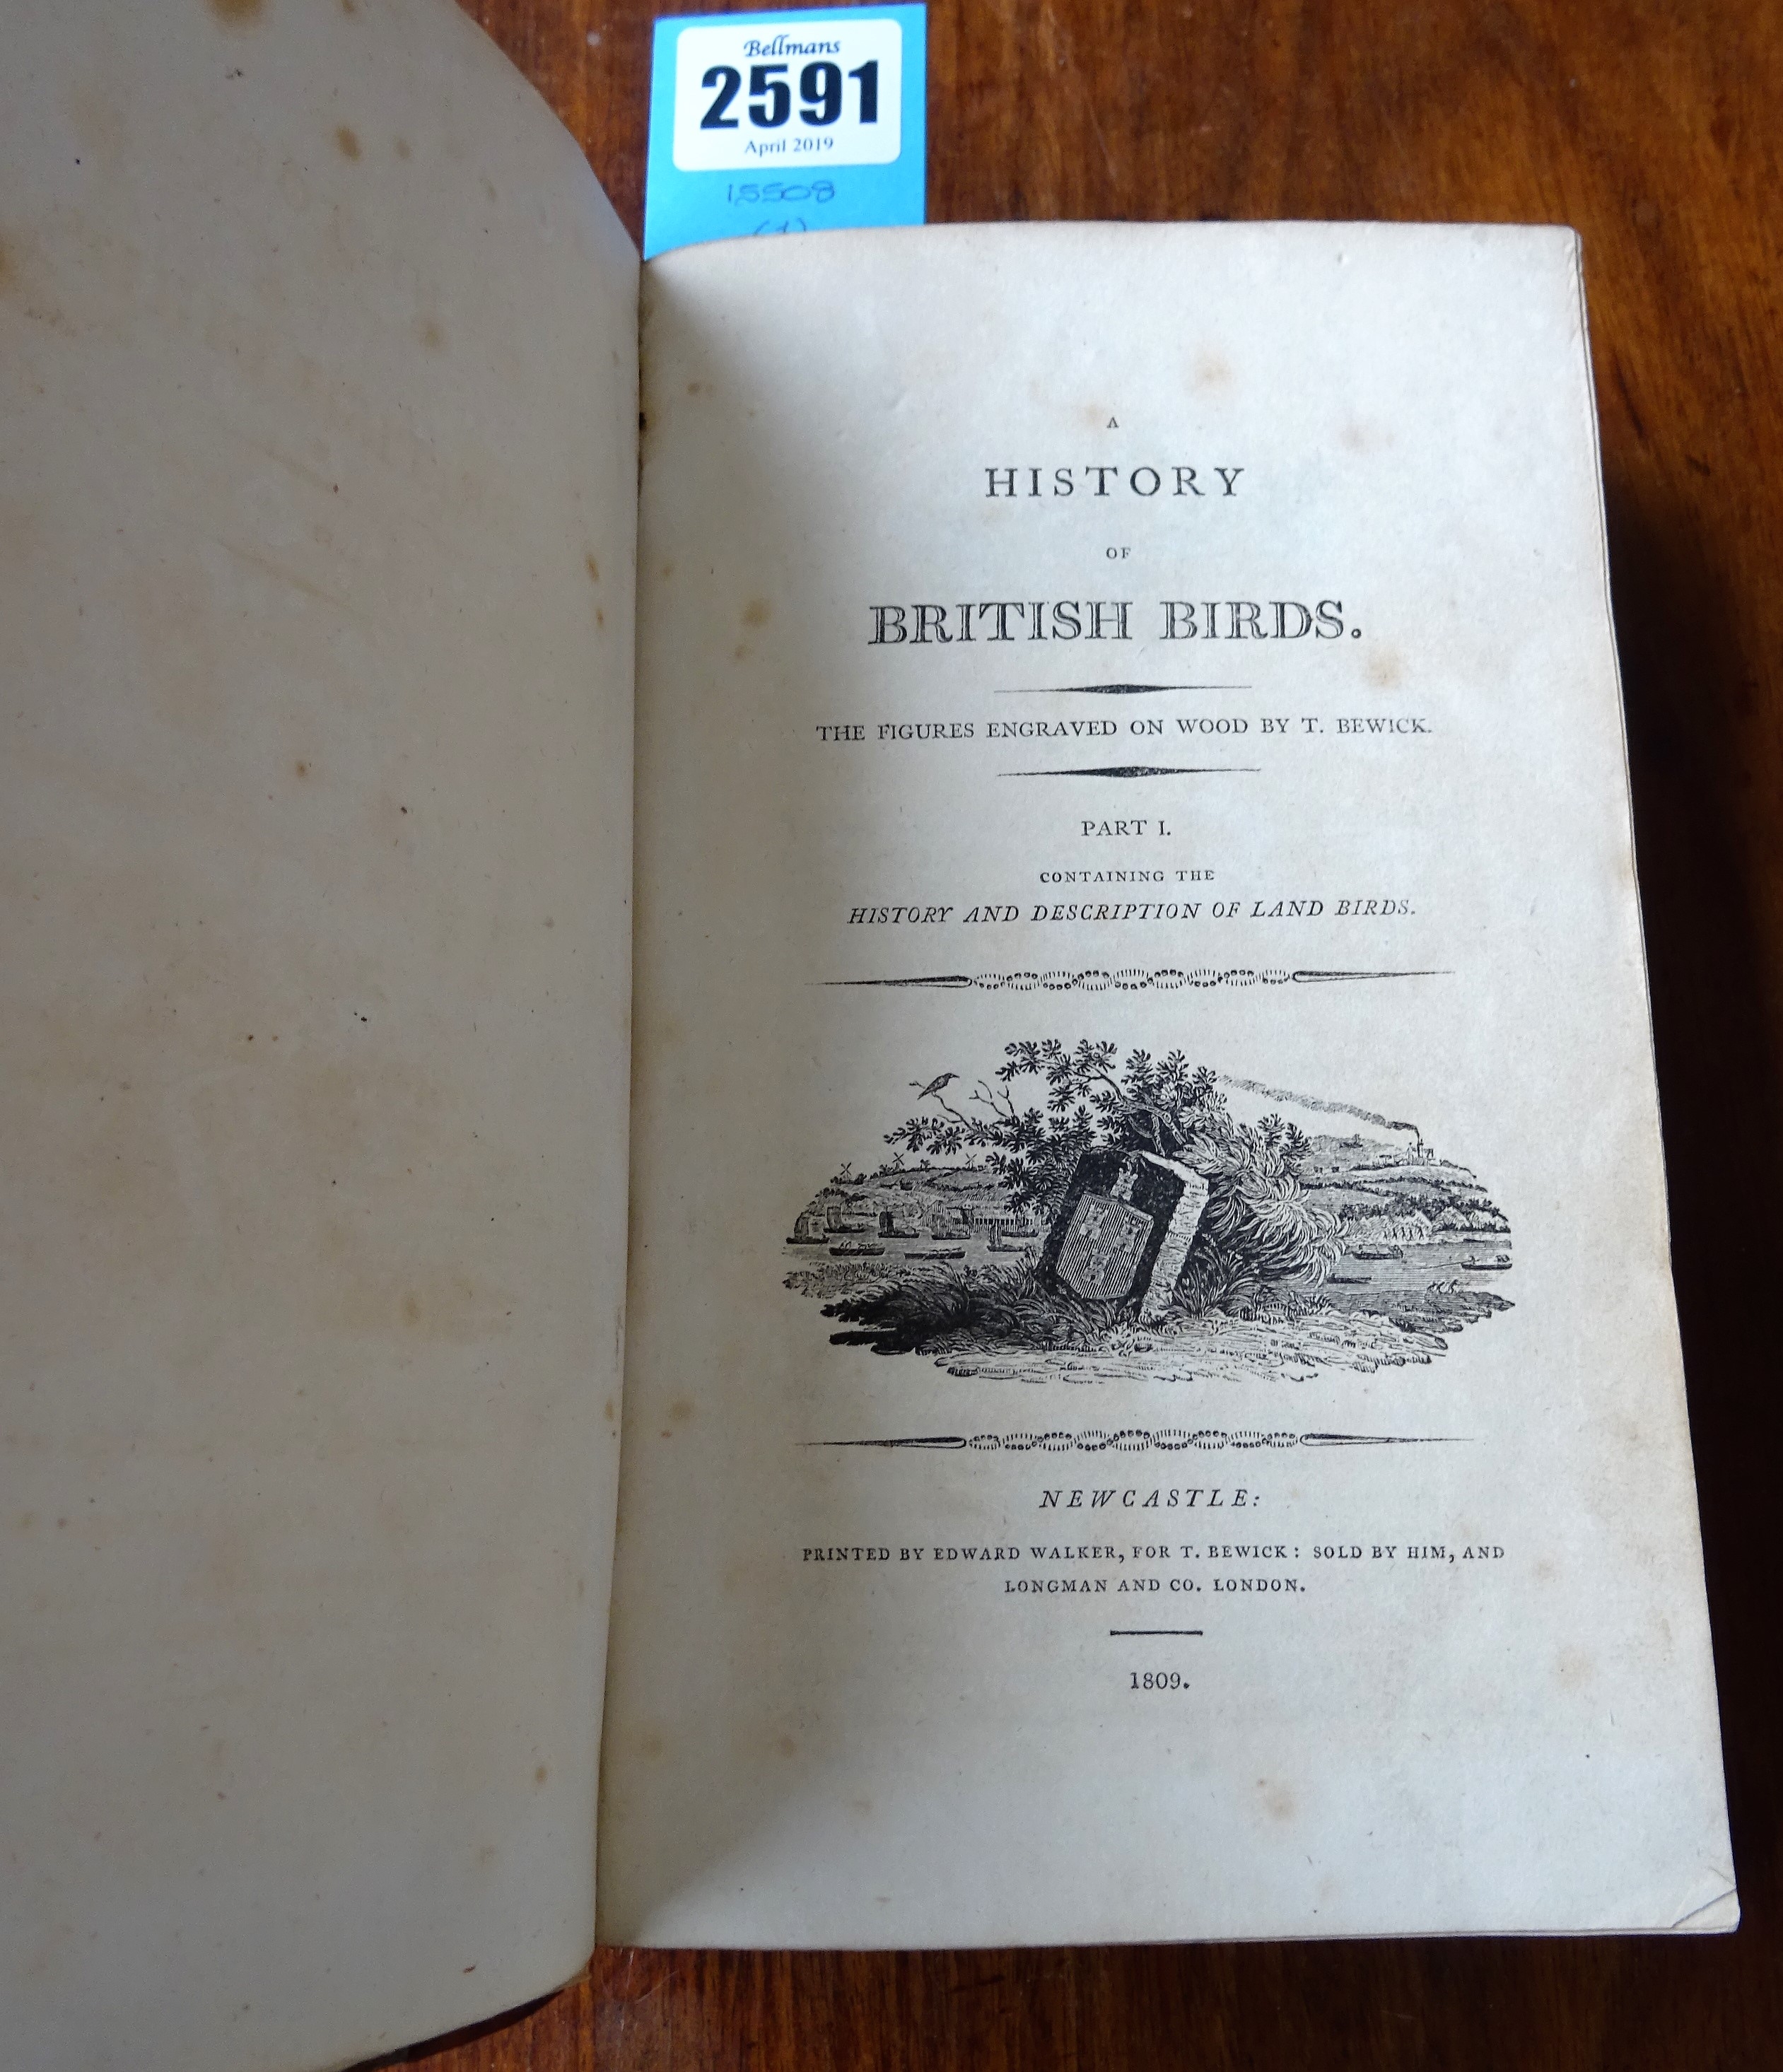 Bellmans
2591
April 2019
15508
(1)
A
HISTORY
OF
BRITISH BIRDS.
THE FIGURES ENGRAVED ON WOOD BY T. BEWICK.
PART I.
CONTAINING THE
HISTORY AND DESCRIPTION OF LAND BIRDS.
NEWCASTLE:
PRINTED BY EDWARD WALKER, FOR T. BEWICK: SOLD BY HIM, AND
LONGMAN AND CO. LONDON.
1809.